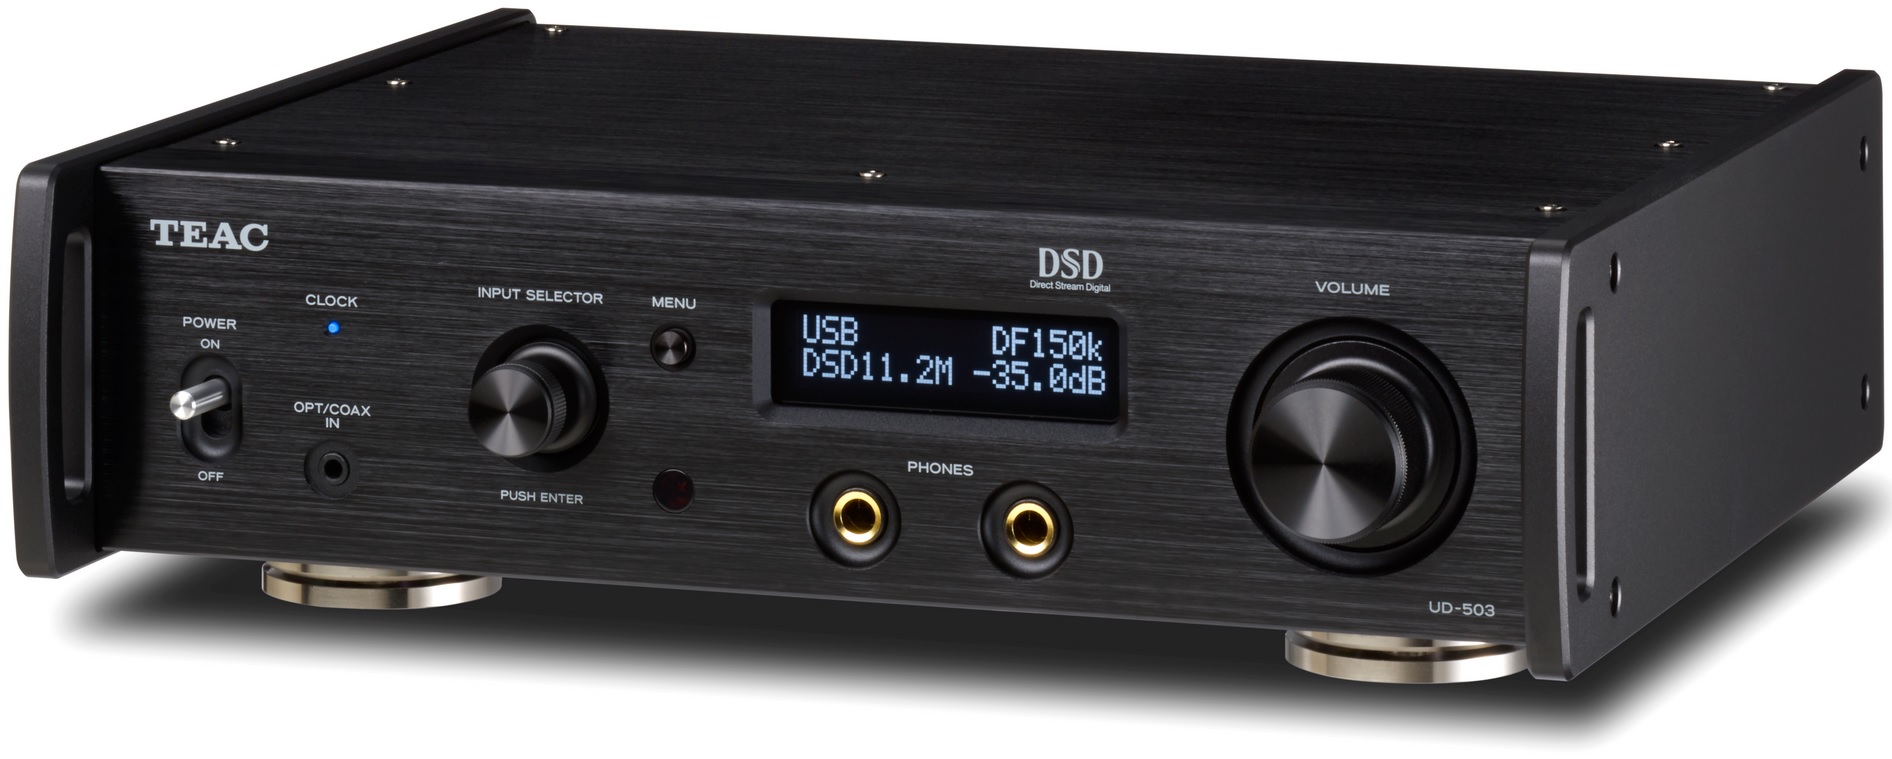 TEAC
DSD
Direct Stream Digital
CLOCK
POWER
ON
OFF
OPT/COAX
IN
INPUT SELECTOR
PUSH ENTER
MENU
USB DF150k
DSD11.2M -35.0dB
PHONES
VOLUME
UD-503